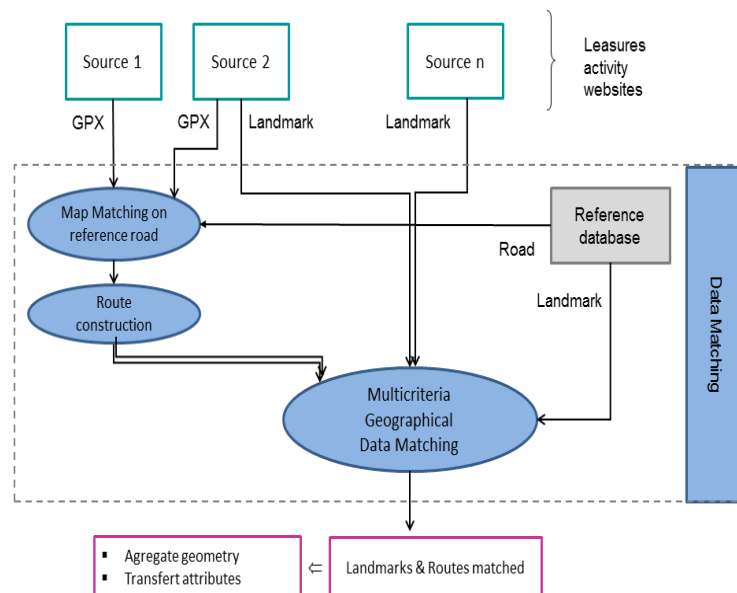 Source 1
Source 2
Source n
Leasures
activity
websites
GPX
GPX
Landmark
Landmark
Map Matching on
reference road
Reference
database
Road
Landmark
Route
construction
Multicriteria
Geographical
Data Matching
Data Matching
▪ Agregate geometry
▪ Transfert attributes
⇐
Landmarks & Routes matched